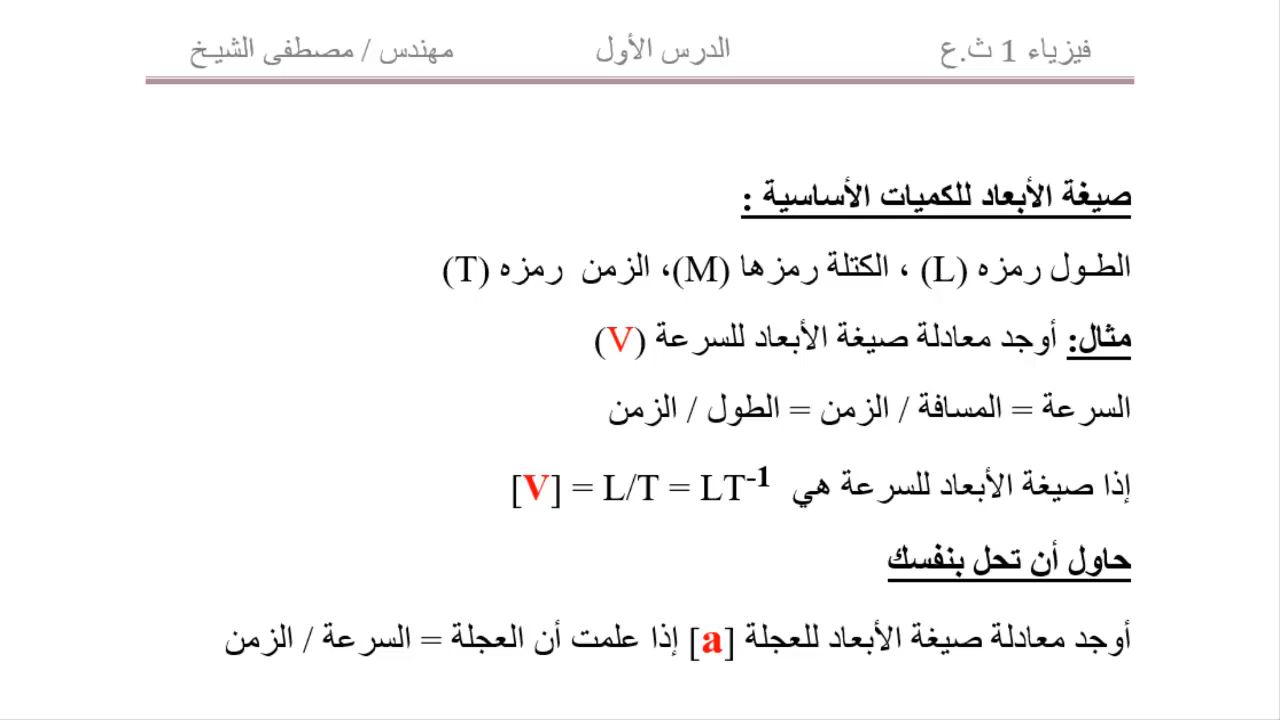 فيزياء 1 ث.ع الدرس الأول مهندس / مصطفى الشيخ
صيغة الأبعاد للكميات الأساسية :
الطول رمزه (L) ، الكتلة رمزها (M)، الزمن رمزه (T)
مثال: أوجد معادلة صيغة الأبعاد للسرعة (V)
السرعة = المسافة / الزمن = الطول / الزمن
إذا صيغة الأبعاد للسرعة هي [V] = L/T = LT⁻¹
حاول أن تحل بنفسك
أوجد معادلة صيغة الأبعاد للعجلة [a] إذا علمت أن العجلة = السرعة / الزمن